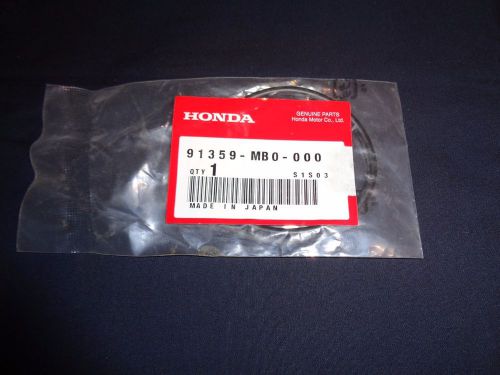 HONDA
GENUINE PARTS
Honda Motor Co., Ltd.
91359-MB0-000
QTY 1 S1S03
MADE IN JAPAN